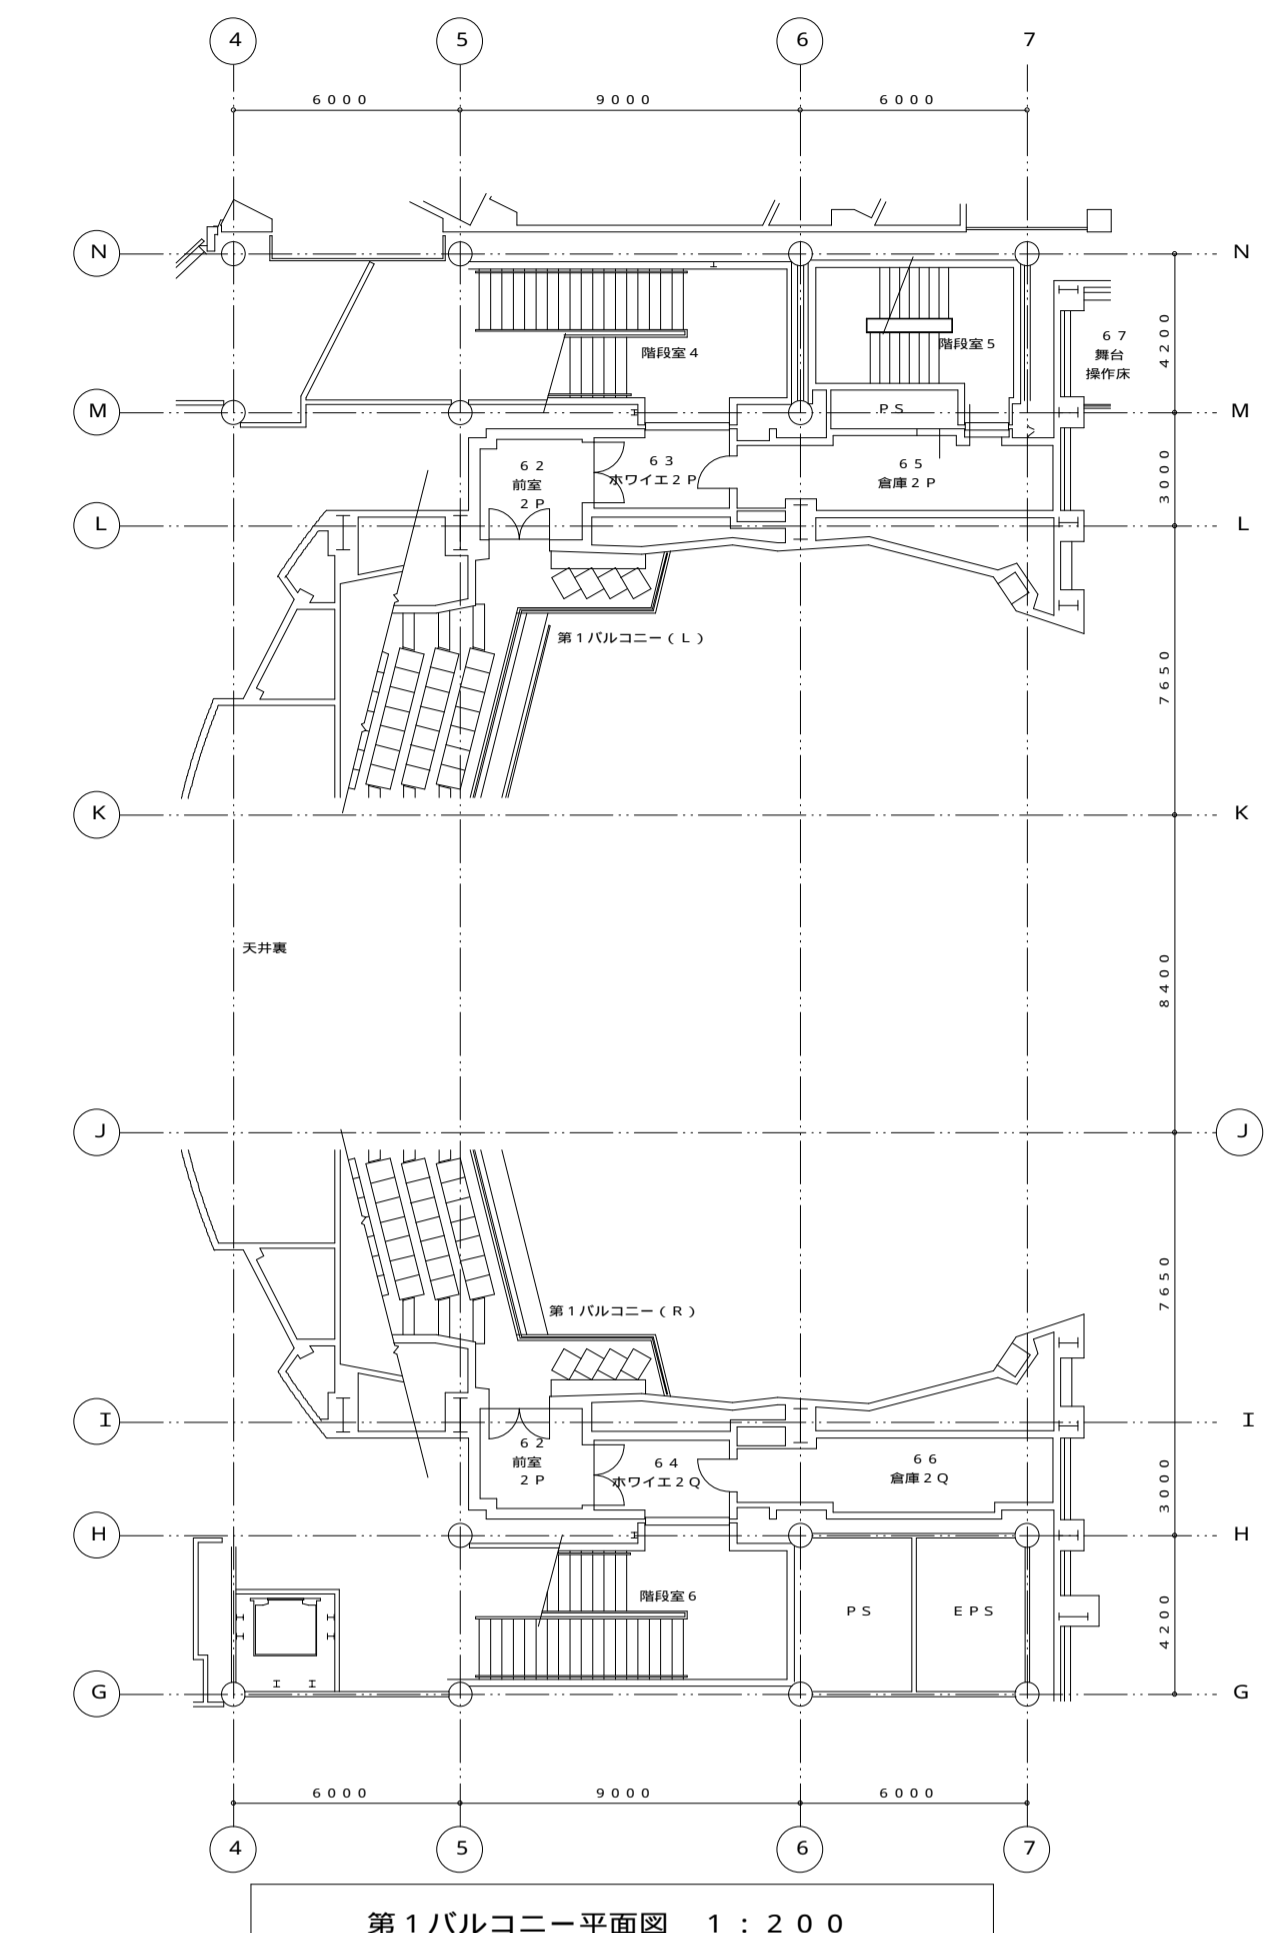 4 5 6 7
6000 9000 6000
N N
階段室4
階段室5
67
舞台
操作床
4200
M M
PS
62
前室
2P
63
ホワイエ2P
65
倉庫2P
3000
L L
第1バルコニー(L)
7650
K K
天井裏
8400
J J
第1バルコニー(R)
7650
I I
62
前室
2P
64
ホワイエ2Q
66
倉庫2Q
3000
H H
階段室6
PS
EPS
4200
G G
6000 9000 6000
4 5 6 7
第1バルコニー平面図 1:200